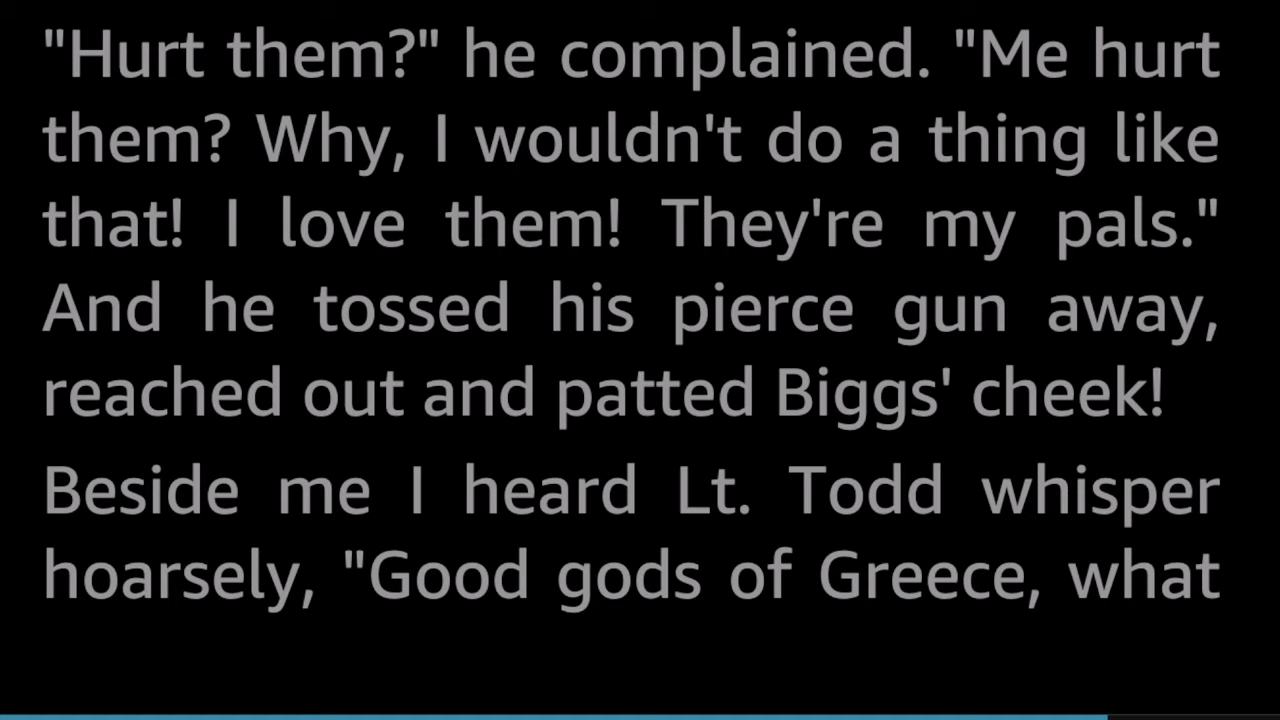 "Hurt them?" he complained. "Me hurt
them? Why, I wouldn't do a thing like
that! I love them! They're my pals."
And he tossed his pierce gun away,
reached out and patted Biggs' cheek!
Beside me I heard Lt. Todd whisper
hoarsely, "Good gods of Greece, what